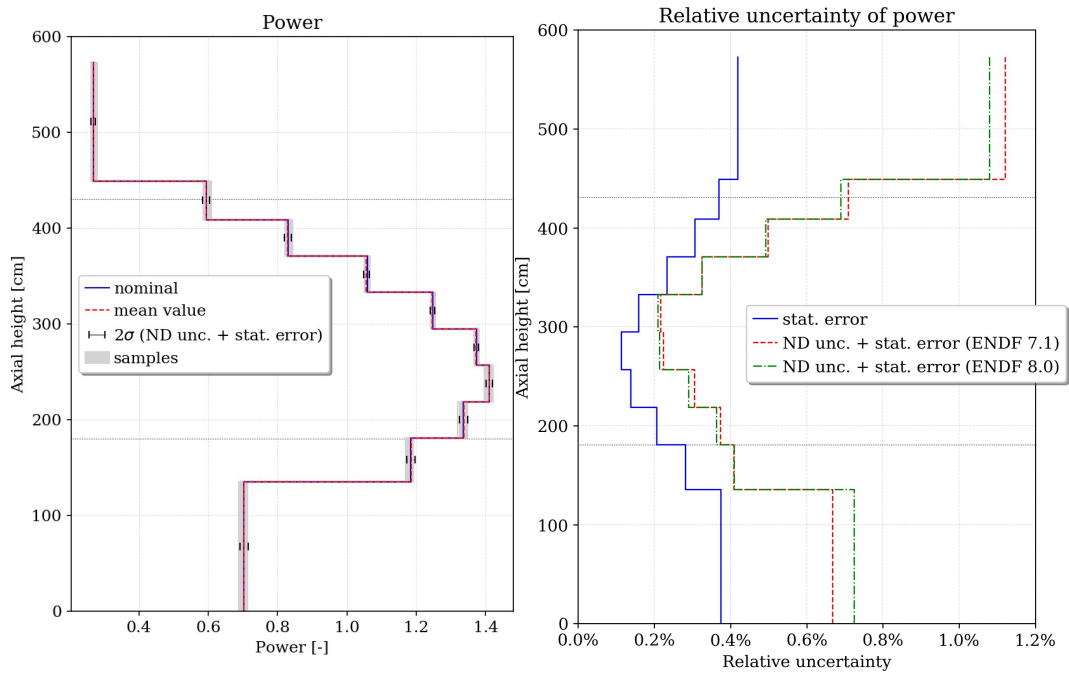 Power
600
500
400
300
200
100
0
0.4 0.6 0.8 1.0 1.2 1.4
Power [-]
Axial height [cm]
nominal
mean value
2σ (ND unc. + stat. error)
samples
Relative uncertainty of power
600
500
400
300
200
100
0
0.0% 0.2% 0.4% 0.6% 0.8% 1.0% 1.2%
Relative uncertainty
Axial height [cm]
stat. error
ND unc. + stat. error (ENDF 7.1)
ND unc. + stat. error (ENDF 8.0)